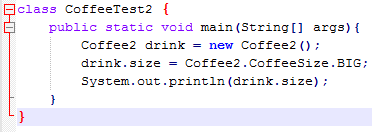 class CoffeeTest2 {
    public static void main(String[] args){
        Coffee2 drink = new Coffee2();
        drink.size = Coffee2.CoffeeSize.BIG;
        System.out.println(drink.size);
    }
}